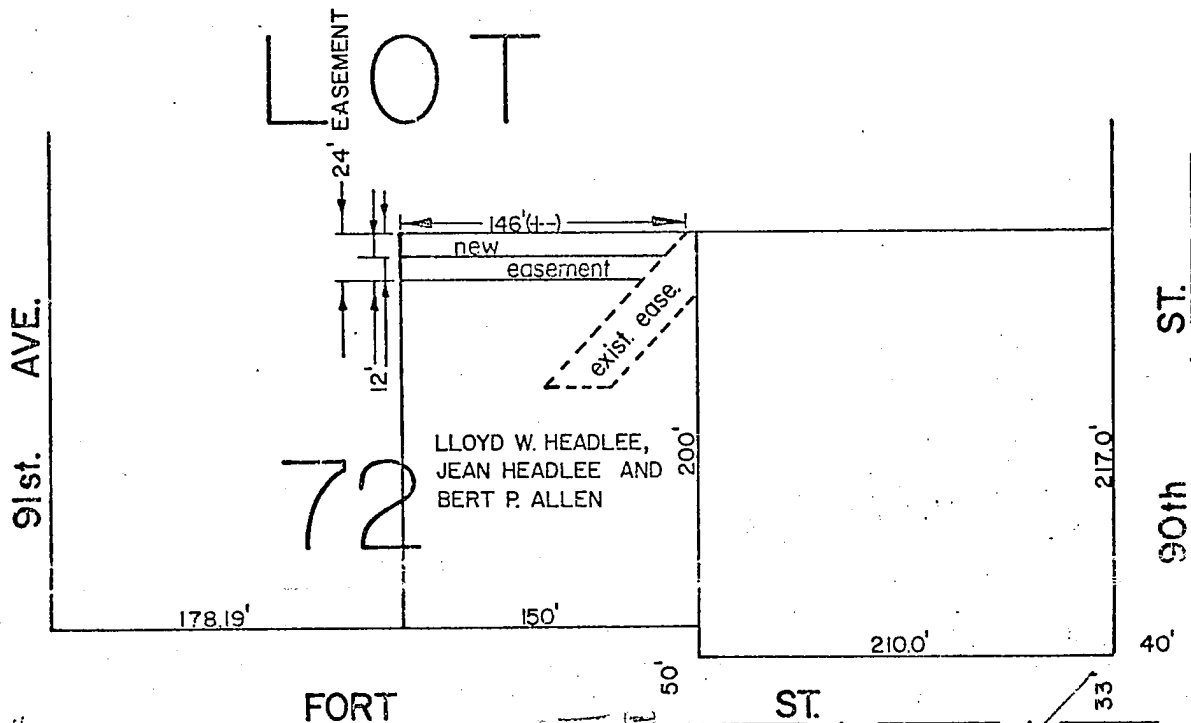 LOT
24' EASEMENT
146'(+-)
new
easement
exist. ease.
12'
91st. AVE.
72
LLOYD W. HEADLEE,
JEAN HEADLEE AND
BERT P. ALLEN
200'
217.0'
90th ST.
178.19'
150'
210.0'
40'
50'
33'
FORT ST.